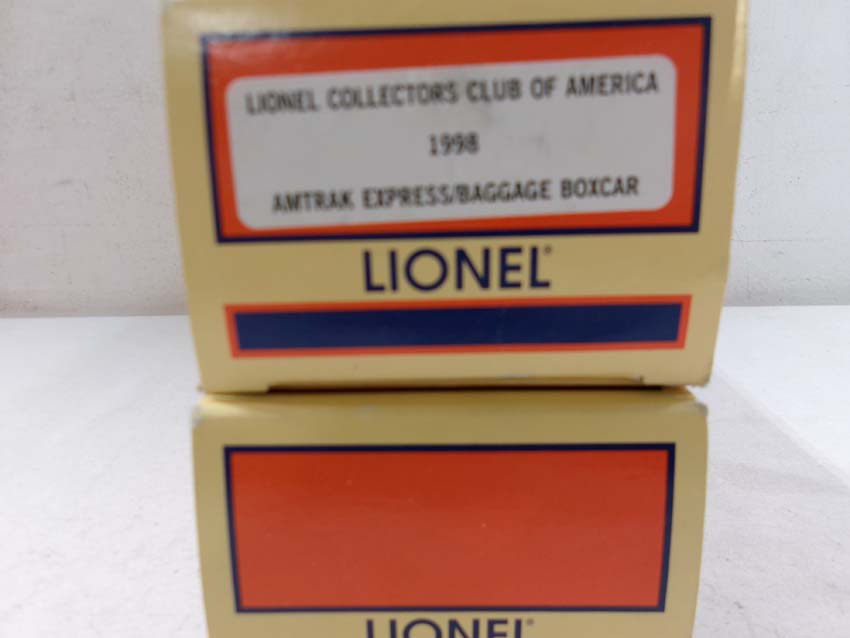 LIONEL COLLECTORS CLUB OF AMERICA
1998
AMTRAK EXPRESS/BAGGAGE BOXCAR
LIONEL®
LIONEL®